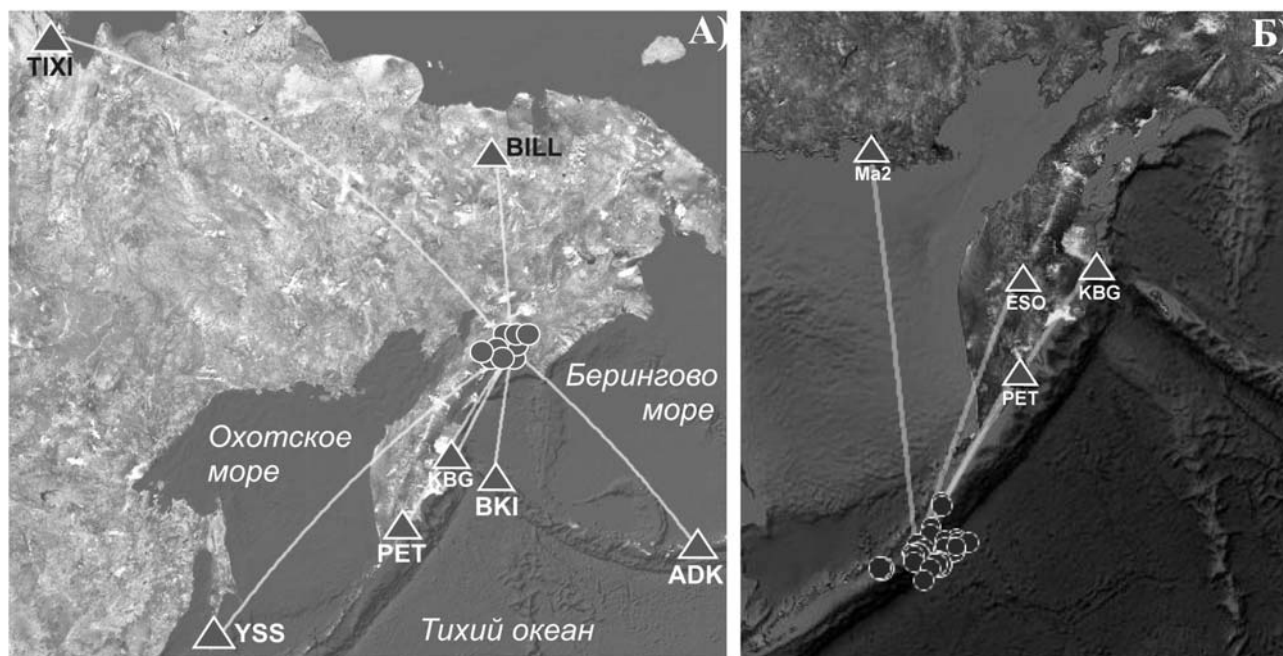 А)
TIXI
BILL
Берингово
море
Охотское
море
KBG
BKI
PET
ADK
YSS
Тихий океан
Б)
Ma2
ESO
KBG
PET